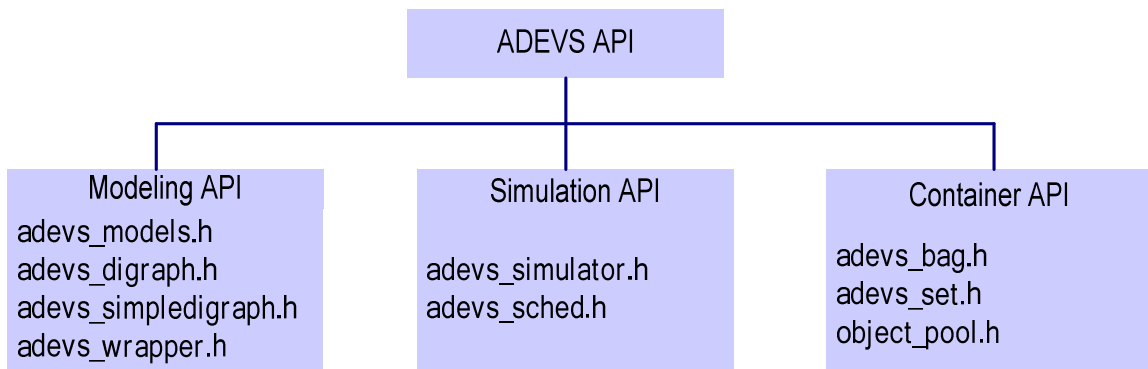 ADEVS API
Modeling API
adevs_models.h
adevs_digraph.h
adevs_simpledigraph.h
adevs_wrapper.h
Simulation API
adevs_simulator.h
adevs_sched.h
Container API
adevs_bag.h
adevs_set.h
object_pool.h